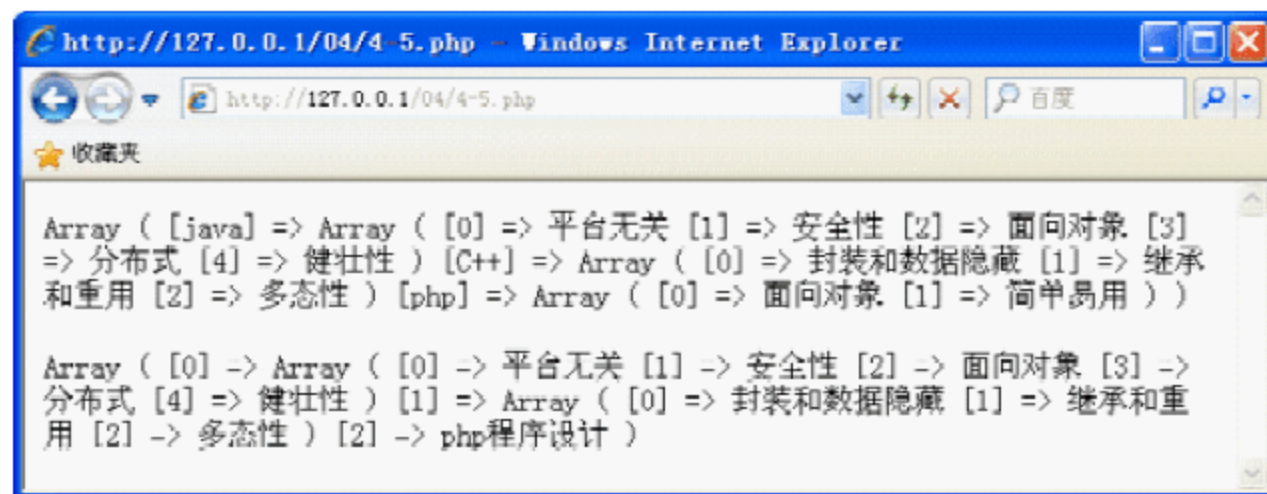 http://127.0.0.1/04/4-5.php - Windows Internet Explorer
http://127.0.0.1/04/4-5.php
百度
收藏夹
Array ( [java] => Array ( [0] => 平台无关 [1] => 安全性 [2] => 面向对象 [3]
=> 分布式 [4] => 健壮性 ) [C++] => Array ( [0] => 封装和数据隐藏 [1] => 继承
和重用 [2] => 多态性 ) [php] => Array ( [0] => 面向对象 [1] => 简单易用 ) )
Array ( [0] => Array ( [0] => 平台无关 [1] => 安全性 [2] => 面向对象 [3] =>
分布式 [4] => 健壮性 ) [1] => Array ( [0] => 封装和数据隐藏 [1] => 继承和重
用 [2] => 多态性 ) [2] => php程序设计 )